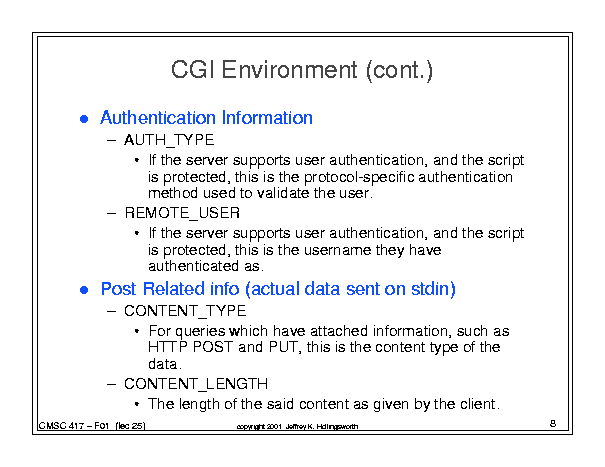 CGI Environment (cont.)
● Authentication Information
– AUTH_TYPE
• If the server supports user authentication, and the script
is protected, this is the protocol-specific authentication
method used to validate the user.
– REMOTE_USER
• If the server supports user authentication, and the script
is protected, this is the username they have
authenticated as.
● Post Related info (actual data sent on stdin)
– CONTENT_TYPE
• For queries which have attached information, such as
HTTP POST and PUT, this is the content type of the
data.
– CONTENT_LENGTH
• The length of the said content as given by the client.
CMSC 417 – F01 (lec 25)
copyright 2001 Jeffrey K. Hollingsworth
8